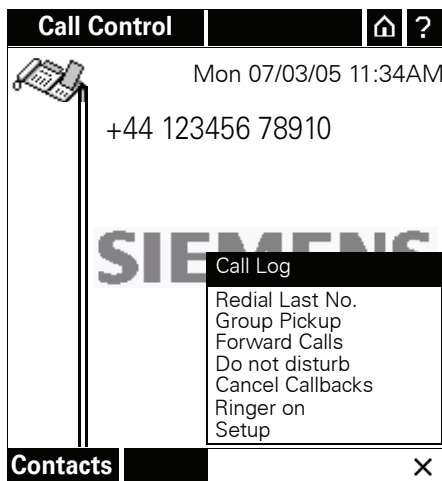 Call Control ?
Mon 07/03/05 11:34AM
+44 123456 78910
SIEMENS
Call Log
Redial Last No.
Group Pickup
Forward Calls
Do not disturb
Cancel Callbacks
Ringer on
Setup
Contacts